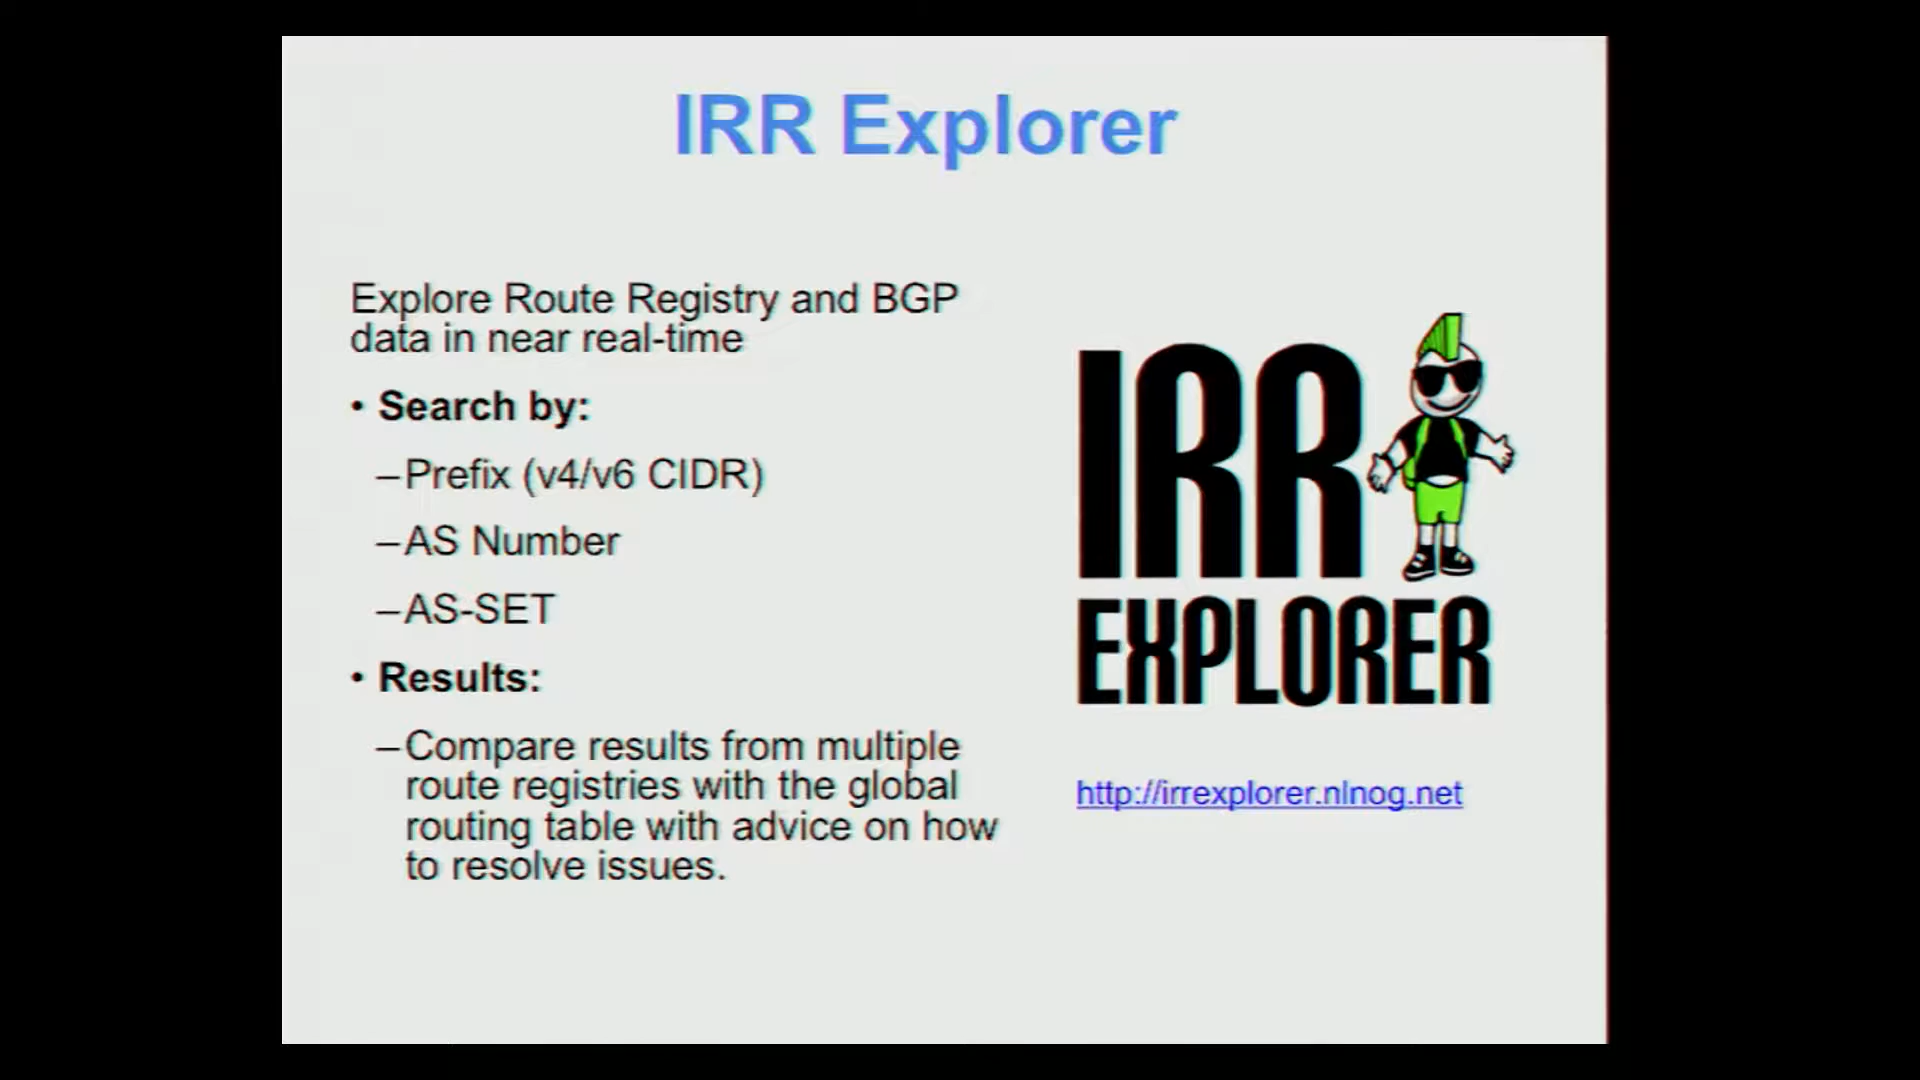 IRR Explorer
Explore Route Registry and BGP
data in near real-time
• Search by:
–Prefix (v4/v6 CIDR)
–AS Number
–AS-SET
• Results:
–Compare results from multiple
route registries with the global
routing table with advice on how
to resolve issues.
IRR
EXPLORER
http://irrexplorer.nlnog.net